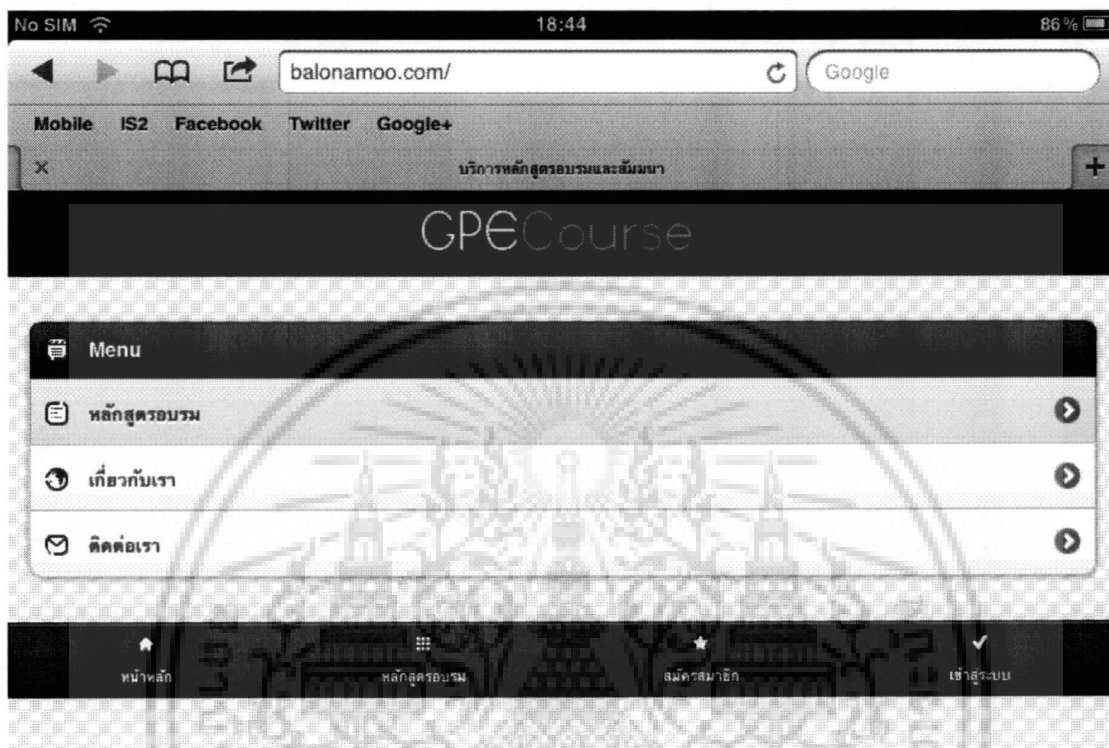 No SIM 18:44 86%
balonamoo.com/ Google
Mobile IS2 Facebook Twitter Google+
บริการหลักสูตรอบรมและสัมมนา
GPECourse
Menu
หลักสูตรอบรม
เกี่ยวกับเรา
ติดต่อเรา
หน้าหลัก หลักสูตรอบรม สมัครสมาชิก เข้าสู่ระบบ